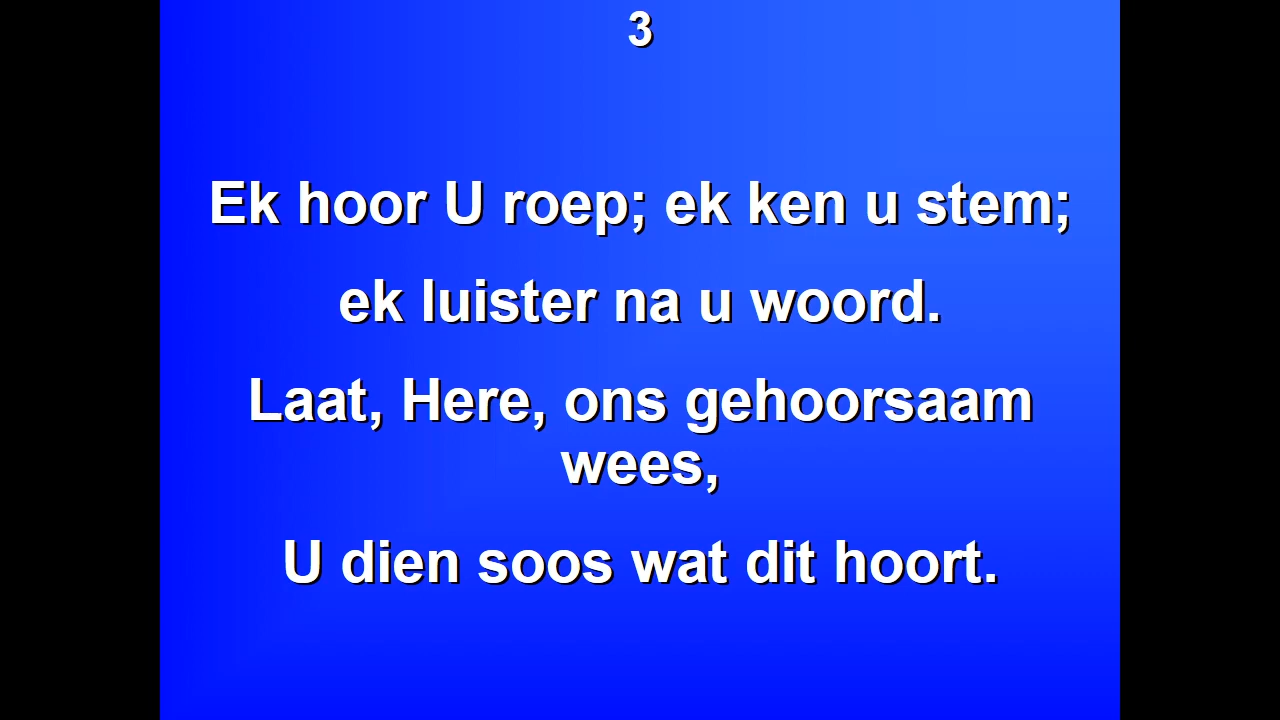 3
Ek hoor U roep; ek ken u stem;
ek luister na u woord.
Laat, Here, ons gehoorsaam
wees,
U dien soos wat dit hoort.